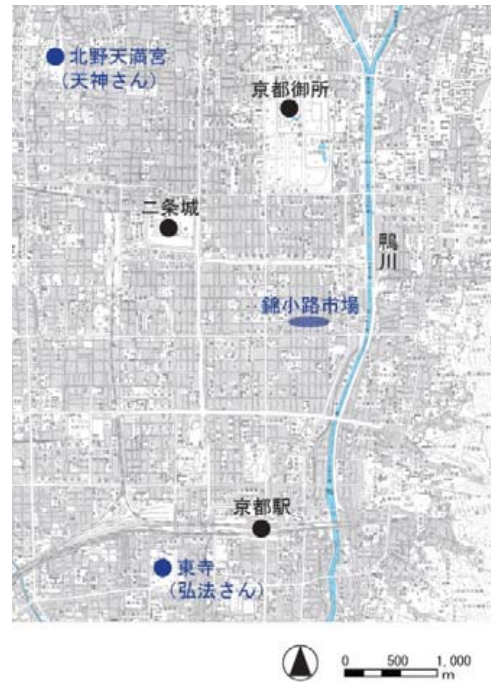 北野天満宮
(天神さん)
京都御所
二条城
鴨川
錦小路市場
京都駅
東寺
(弘法さん)
0 500 1,000
m